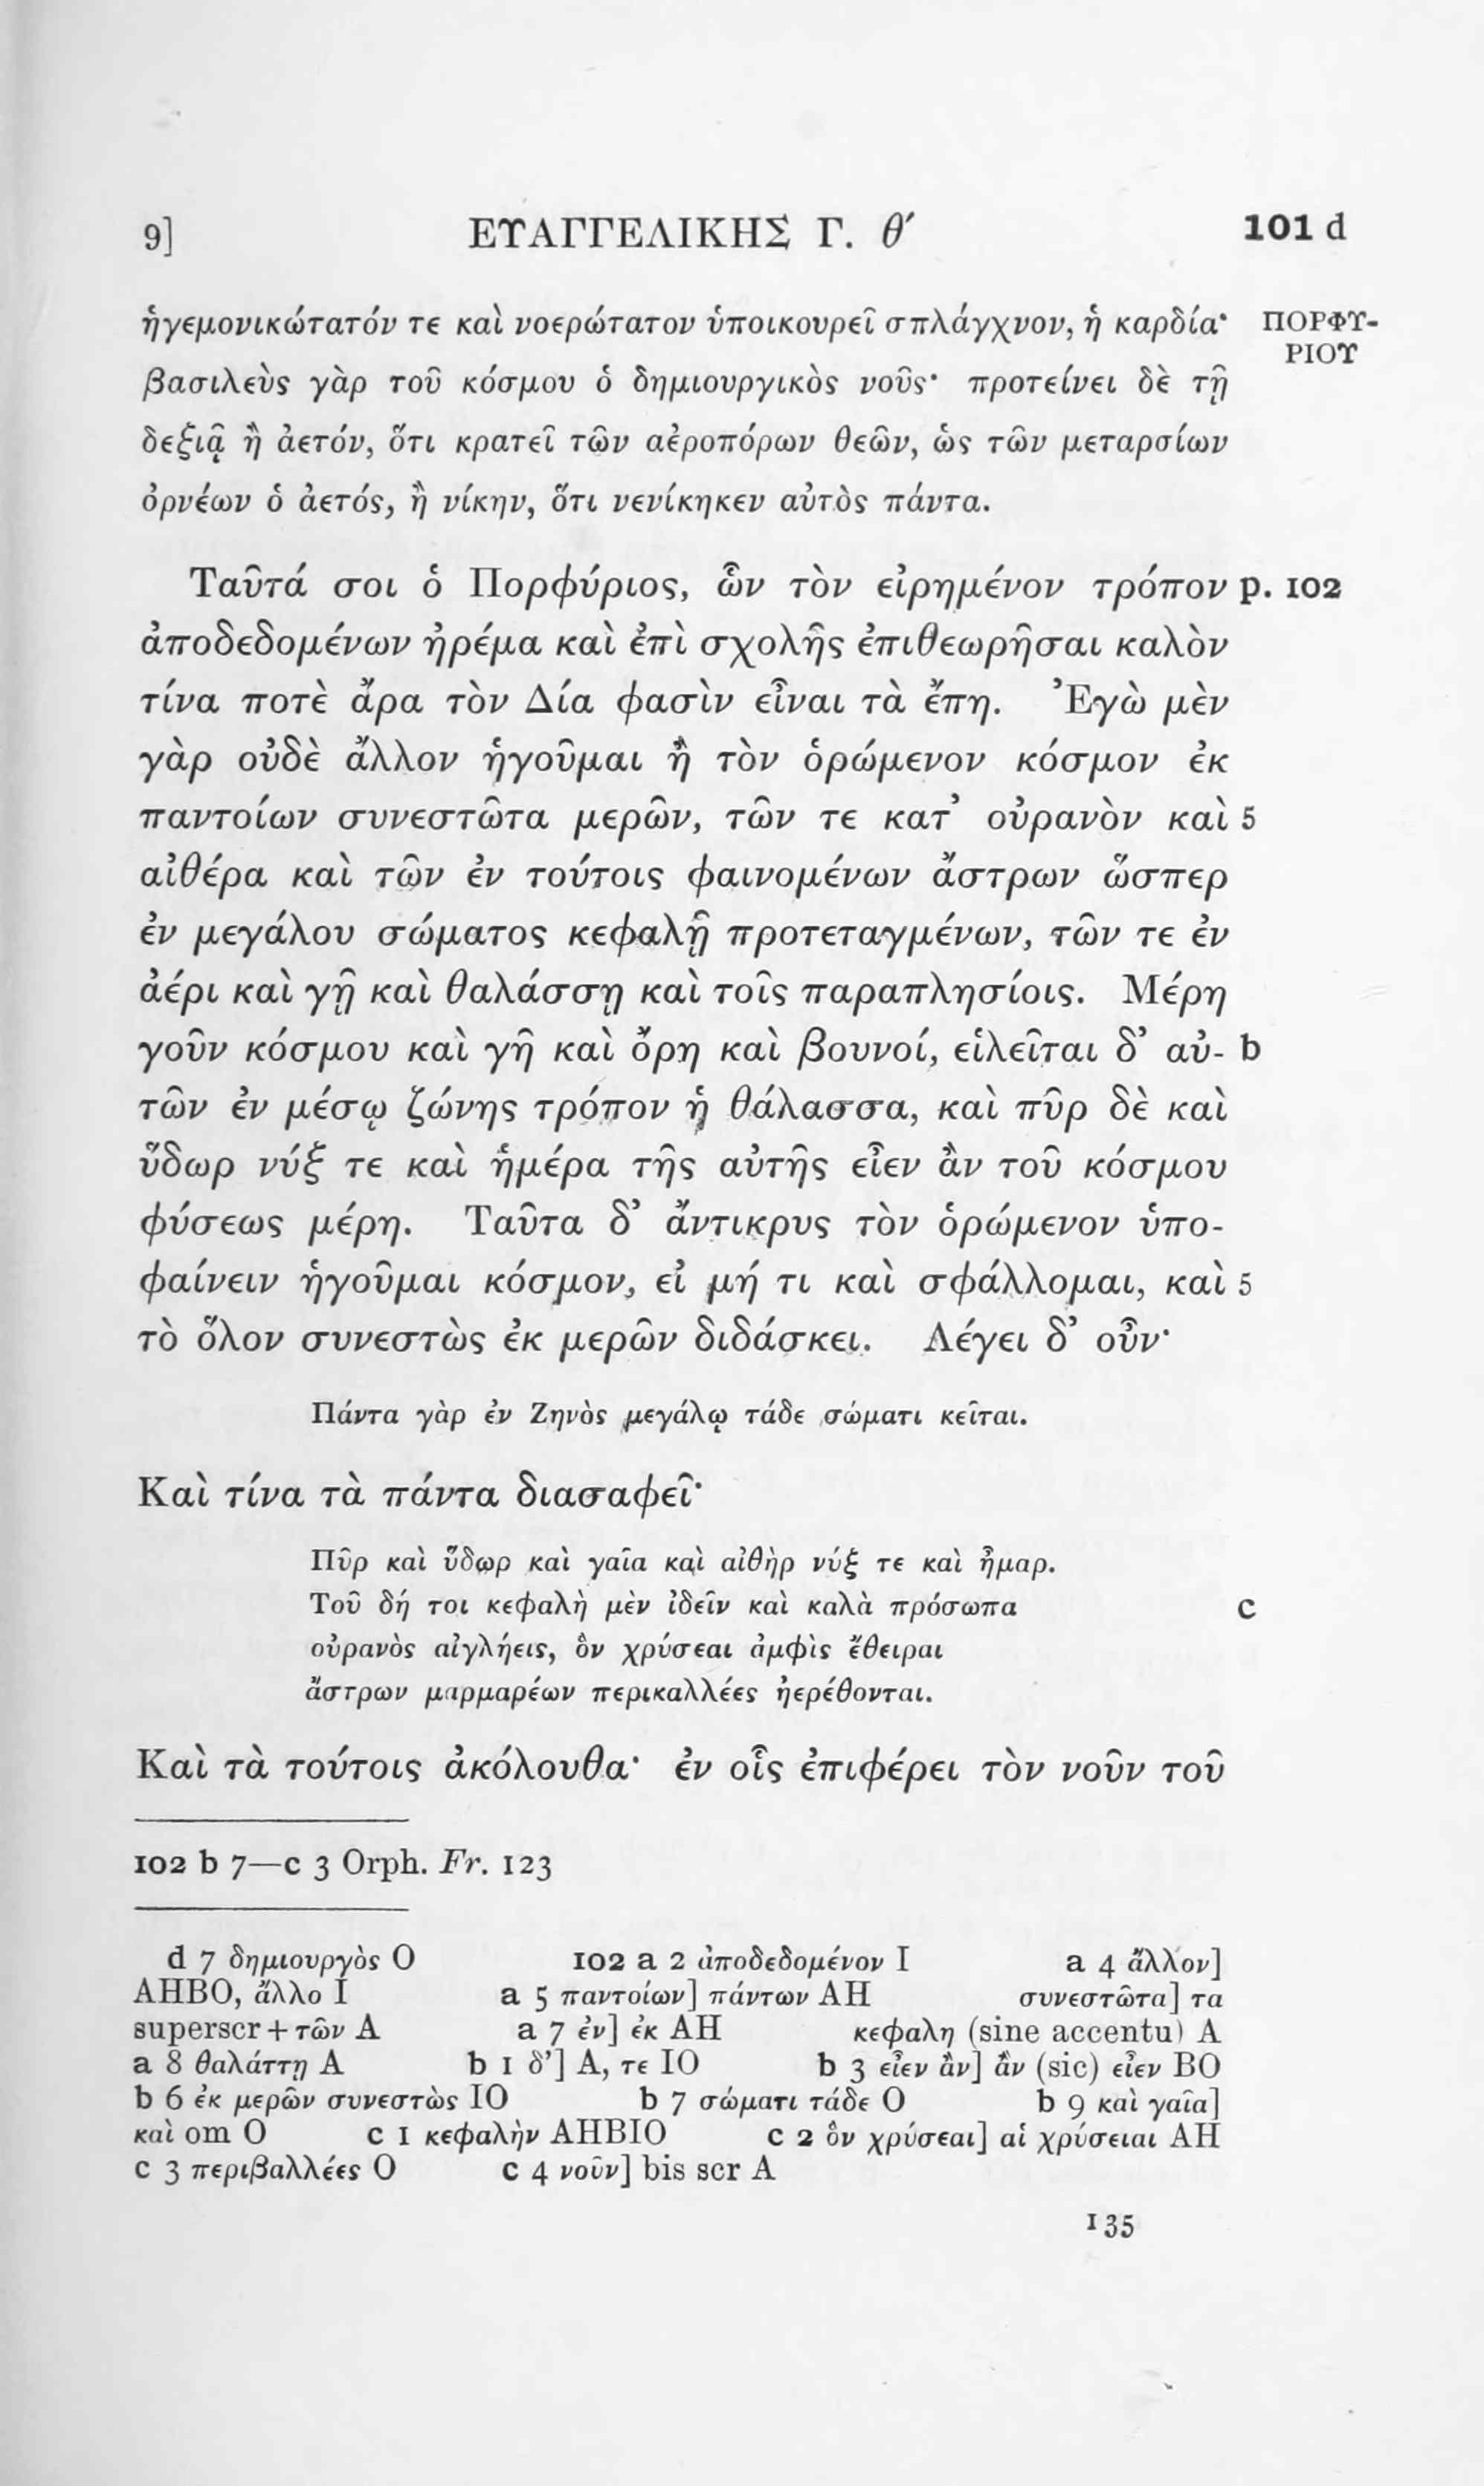 9] ΕΥΑΓΓΕΛΙΚΗΣ Γ. θʹ 101 d
ἡγεμονικώτατόν τε καὶ νοερώτατον ὑποικουρεῖ σπλάγχνον, ἡ καρδία· ΠΟΡΦΥ-
ΡΙΟΥ
βασιλεὺς γὰρ τοῦ κόσμου ὁ δημιουργικὸς νοῦς· προτείνει δὲ τῇ
δεξιᾷ ἢ ἀετόν, ὅτι κρατεῖ τῶν αἐροπόρων θεῶν, ὡς τῶν μεταρσίων
ὀρνέων ὁ ἀετός, ἢ νίκην, ὅτι νενίκηκεν αὐτὸς πάντα.
Ταῦτά σοι ὁ Πορφύριος, ὧν τὸν εἰρημένον τρόπον p. 102
ἀποδεδομένων ἠρέμα καὶ ἐπὶ σχολῆς ἐπιθεωρῆσαι καλὸν
τίνα ποτὲ ἄρα τὸν Δία φασὶν εἶναι τὰ ἔπη. Ἐγὼ μὲν
γὰρ οὐδὲ ἄλλον ἡγοῦμαι ἢ τὸν ὁρώμενον κόσμον ἐκ
παντοίων συνεστῶτα μερῶν, τῶν τε κατ’ οὐρανὸν καὶ 5
αἰθέρα καὶ τῶν ἐν τούτοις φαινομένων ἄστρων ὥσπερ
ἐν μεγάλου σώματος κεφαλῇ προτεταγμένων, τῶν τε ἐν
ἀέρι καὶ γῇ καὶ θαλάσσῃ καὶ τοῖς παραπλησίοις. Μέρη
γοῦν κόσμου καὶ γῆ καὶ ὄρη καὶ βουνοί, εἱλεῖται δ’ αὐ- b
τῶν ἐν μέσῳ ζώνης τρόπον ἡ θάλασσα, καὶ πῦρ δὲ καὶ
ὕδωρ νύξ τε καὶ ἡμέρα τῆς αὐτῆς εἶεν ἂν τοῦ κόσμου
φύσεως μέρη. Ταῦτα δ’ ἄντικρυς τὸν ὁρώμενον ὑπο-
φαίνειν ἡγοῦμαι κόσμον, εἰ μή τι καὶ σφάλλομαι, καὶ 5
τὸ ὅλον συνεστὼς ἐκ μερῶν διδάσκει. Λέγει δ’ οὖν·
Πάντα γὰρ ἐν Ζηνὸς μεγάλῳ τάδε σώματι κεῖται.
Καὶ τίνα τὰ πάντα διασαφεῖ·
Πῦρ καὶ ὕδωρ καὶ γαῖα καὶ αἰθὴρ νύξ τε καὶ ἦμαρ.
Τοῦ δή τοι κεφαλὴ μὲν ἰδεῖν καὶ καλὰ πρόσωπα c
οὐρανὸς αἰγλήεις, ὃν χρύσεαι ἀμφὶς ἔθειραι
ἄστρων μαρμαρέων περικαλλέες ἠερέθονται.
Καὶ τὰ τούτοις ἀκόλουθα· ἐν οἷς ἐπιφέρει τὸν νοῦν τοῦ
102 b 7—c 3 Orph. Fr. 123
d 7 δημιουργὸς O 102 a 2 ἀποδεδομένον I a 4 ἄλλον]
AHBO, ἄλλο I a 5 παντοίων] πάντων AH συνεστῶτα] τα
superscr + τῶν A a 7 ἐν] ἐκ AH κεφαλη (sine accentu) A
a 8 θαλάττῃ A b 1 δ’] A, τε IO b 3 εἶεν ἂν] ἂν (sic) εἶεν BO
b 6 ἐκ μερῶν συνεστὼς IO b 7 σώματι τάδε O b 9 καὶ γαῖα]
καὶ om O c 1 κεφαλὴν AHBIO c 2 ὃν χρύσεαι] αἱ χρύσειαι AH
c 3 περιβαλλέες O c 4 νοῦν] bis scr A
135